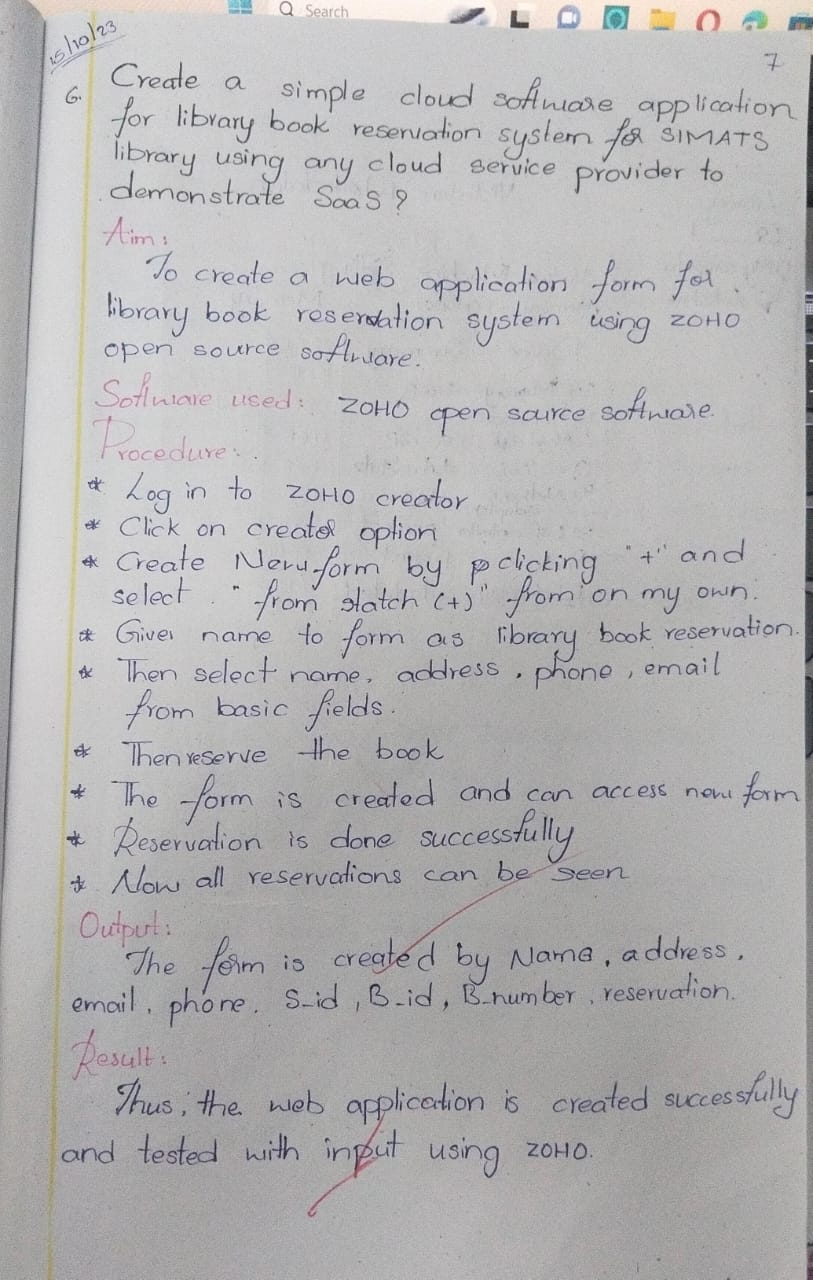 Search
15/10/23
7
6. Create a simple cloud software application
for library book reservation system for SIMATS
library using any cloud service provider to
demonstrate SaaS?
Aim:
To create a web application form for
library book reservation system using ZOHO
open source software.
Software used: ZOHO open source software.
Procedure:
* Log in to ZOHO creator
* Click on creator option
* Create New form by clicking "+" and
select "from statch (+)" from on my own.
* Give name to form as library book reservation.
* Then select name, address, phone, email
from basic fields.
* Then reserve the book
* The form is created and can access new form
* Reservation is done successfully
* Now all reservations can be seen
Output:
The form is created by Name, address,
email, phone, S-id, B-id, B-number, reservation.
Result:
Thus, the web application is created successfully
and tested with input using ZOHO.